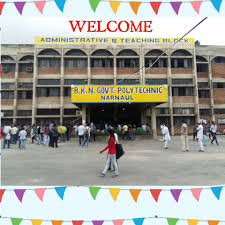 WELCOME
ADMINISTRATIVE & TEACHING BLOCK
B.K.N. GOVT. POLYTECHNIC
NARNAUL